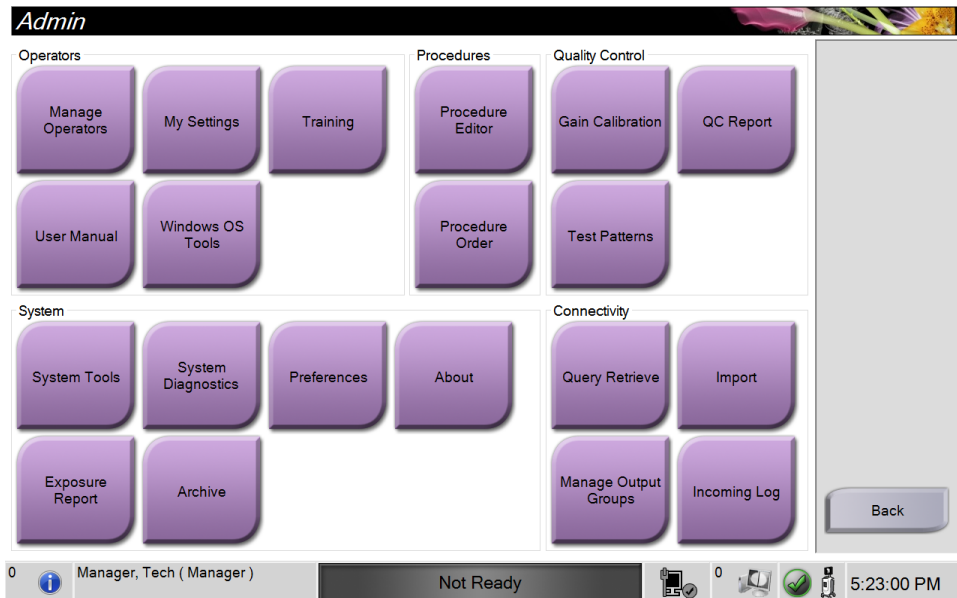 Admin
Operators
Manage
Operators
My Settings
Training
User Manual
Windows OS
Tools
Procedures
Procedure
Editor
Procedure
Order
Quality Control
Gain Calibration
QC Report
Test Patterns
System
System Tools
System
Diagnostics
Preferences
About
Exposure
Report
Archive
Connectivity
Query Retrieve
Import
Manage Output
Groups
Incoming Log
Back
0
Manager, Tech ( Manager )
Not Ready
0
5:23:00 PM